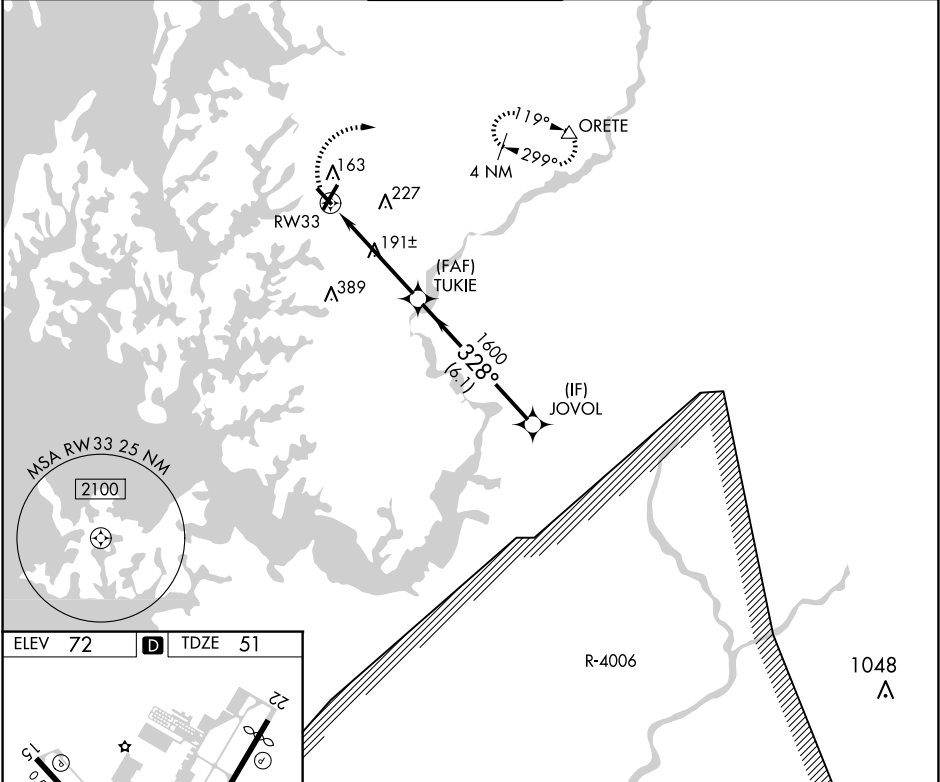 119°
ORETE
299°
4 NM
163
227
RW33
191±
(FAF)
TUKIE
389
1600
328°
(6.1)
(IF)
JOVOL
MSA RW33 25 NM
2100
ELEV 72
D
TDZE 51
R-4006
1048
22
P
15
P